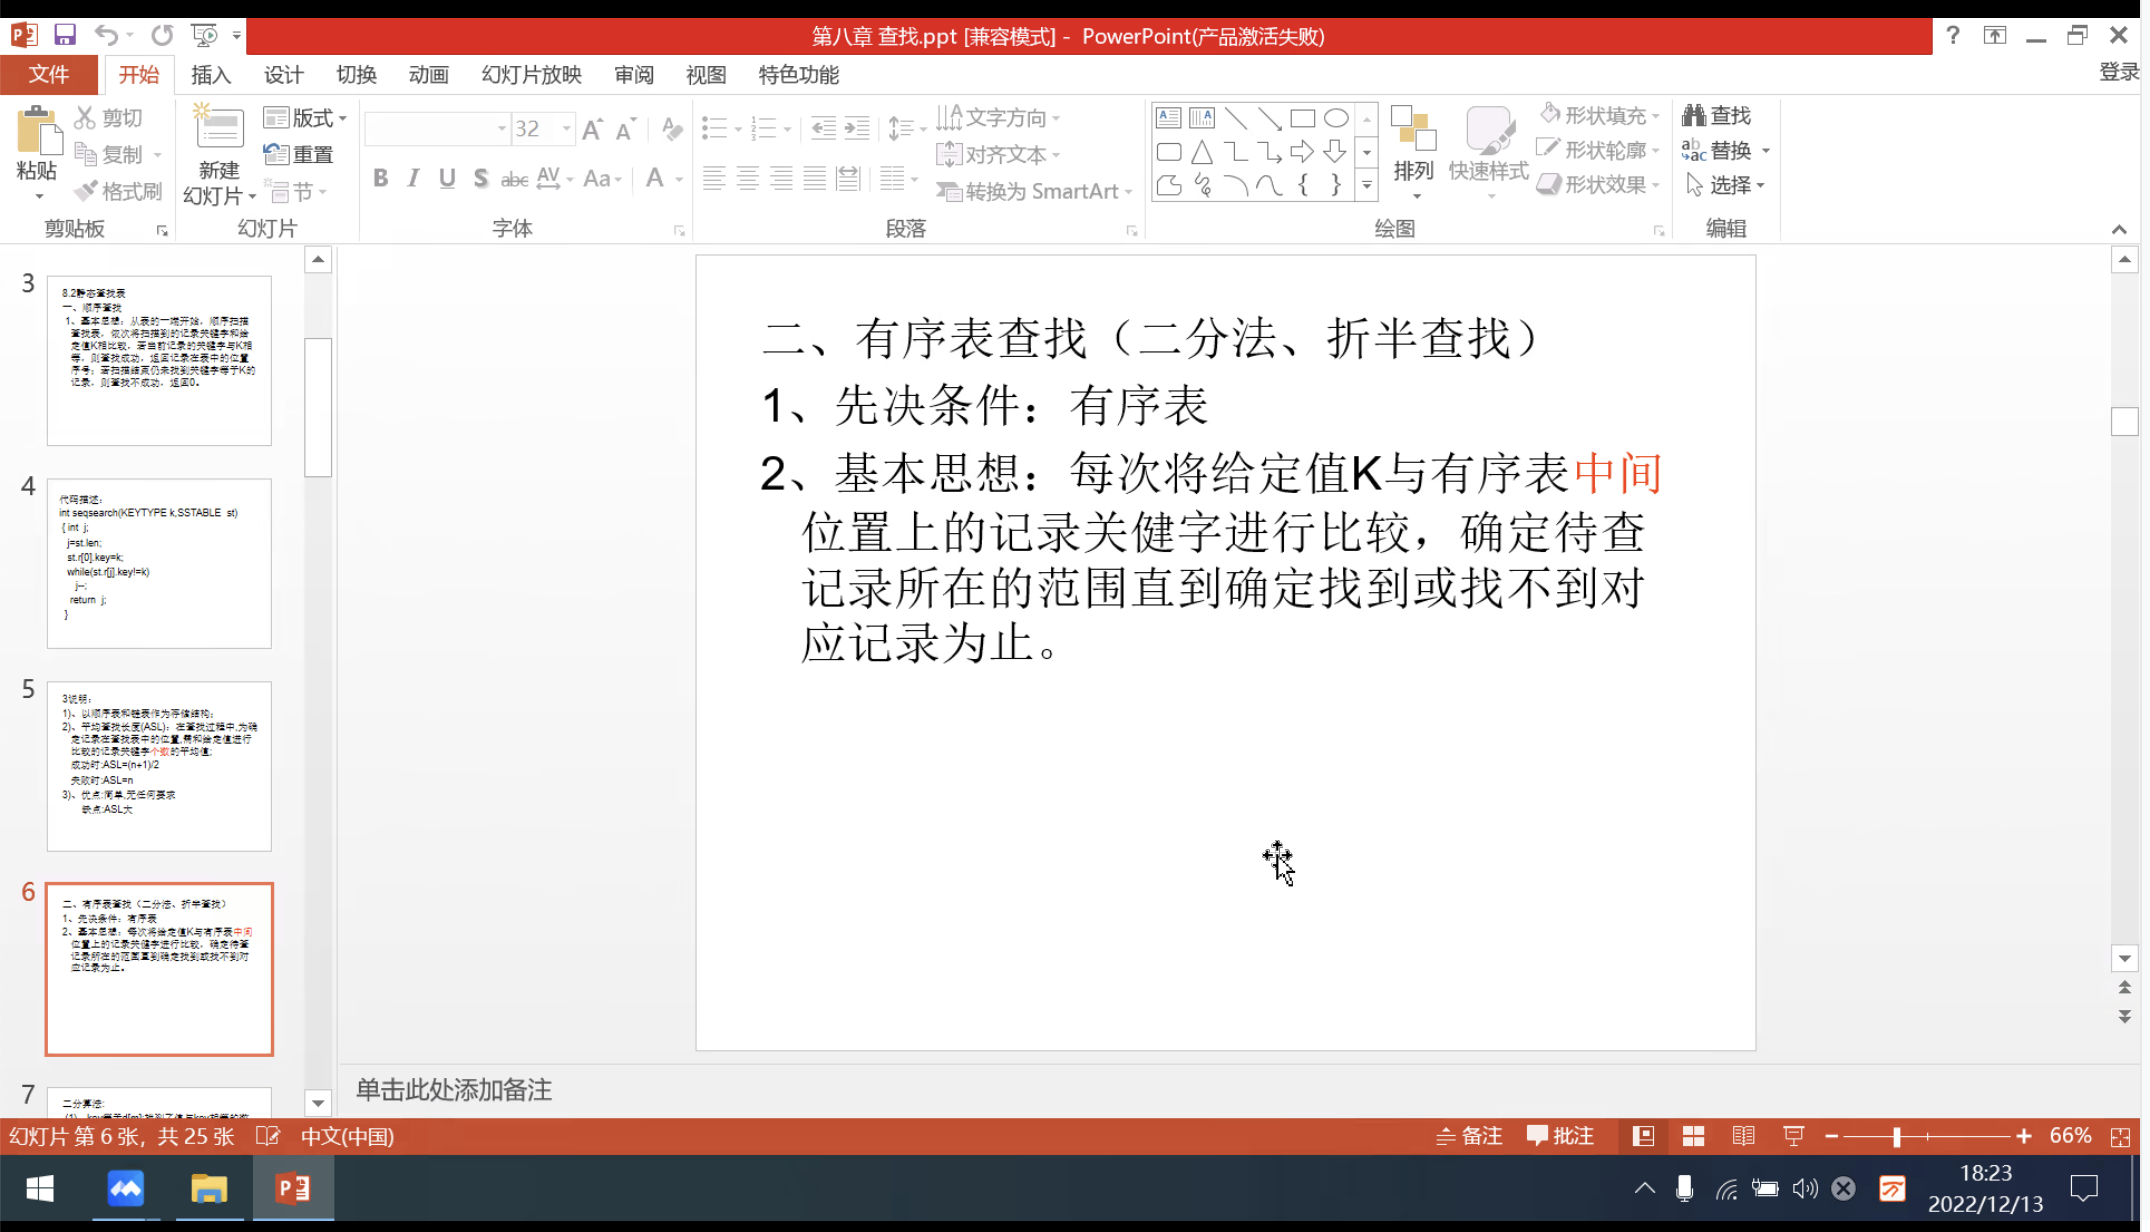 第八章 查找.ppt [兼容模式] - PowerPoint(产品激活失败)
文件 开始 插入 设计 切换 动画 幻灯片放映 审阅 视图 特色功能 登录
粘贴 剪切 复制 格式刷 剪贴板
新建 幻灯片 版式 重置 节 幻灯片
32 字体
文字方向 对齐文本 转换为 SmartArt 段落
排列 快速样式 形状填充 形状轮廓 形状效果 绘图
查找 替换 选择 编辑
3
8.2静态查找表
一、顺序查找
1、基本思想：从表的一端开始，顺序扫描
查找表，依次将扫描到的记录关键字和给
定值K相比较，若当前记录的关键字与K相
等，则查找成功，返回记录在表中的位置
序号；若扫描结束仍未找到关键字等于K的
记录，则查找不成功，返回0。
4
代码描述：
int seqsearch(KEYTYPE k,SSTABLE st)
{ int j;
j=st.len;
st.r[0].key=k;
while(st.r[j].key!=k)
j--;
return j;
}
5
3说明：
1)、以顺序表和链表作为存储结构；
2)、平均查找长度(ASL)：在查找过程中,为确
定记录在查找表中的位置,需和给定值进行
比较的记录关键字个数的平均值;
成功时:ASL=(n+1)/2
失败时:ASL=n
3)、优点:简单,无任何要求
缺点:ASL大
6
二、有序表查找（二分法、折半查找）
1、先决条件：有序表
2、基本思想：每次将给定值K与有序表中间
位置上的记录关健字进行比较，确定待查
记录所在的范围直到确定找到或找不到对
应记录为止。
7
二分算法:
二、有序表查找（二分法、折半查找）
1、先决条件：有序表
2、基本思想：每次将给定值K与有序表中间
位置上的记录关健字进行比较，确定待查
记录所在的范围直到确定找到或找不到对
应记录为止。
单击此处添加备注
幻灯片 第 6 张，共 25 张 中文(中国) 备注 批注 66%
18:23
2022/12/13